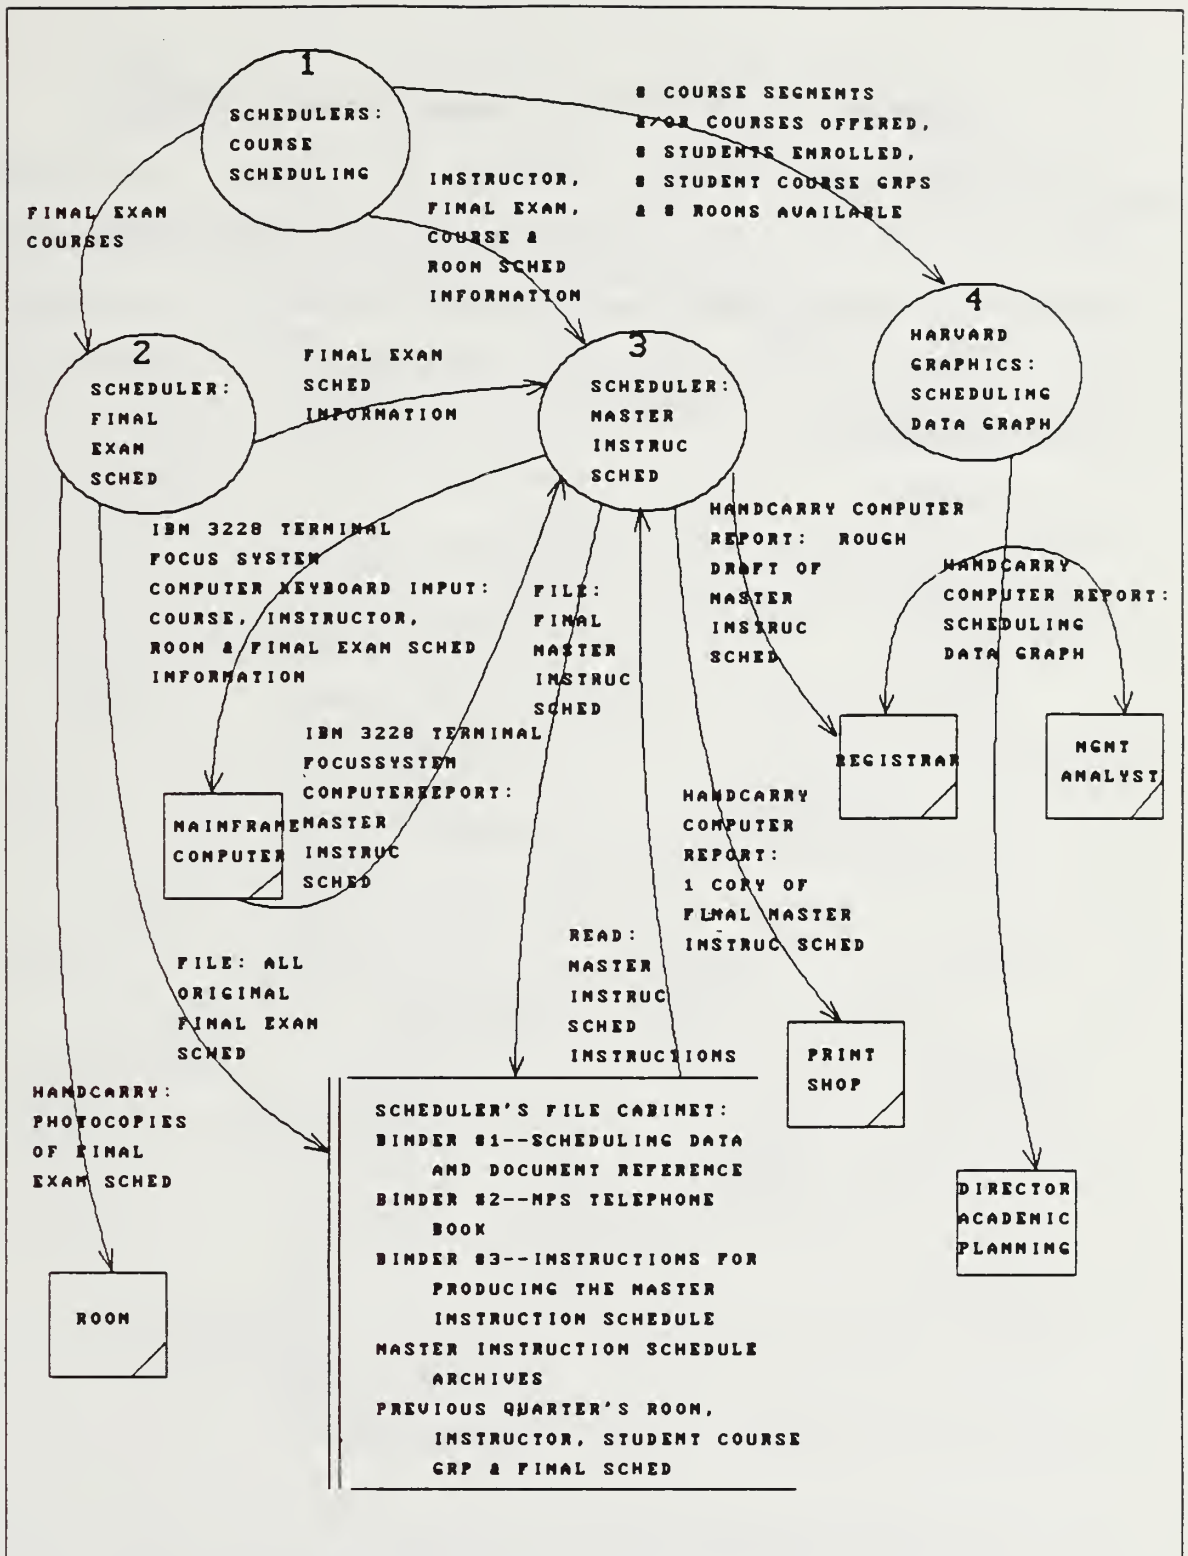 1
SCHEDULERS:
COURSE
SCHEDULING
# COURSE SEGMENTS
&/OR COURSES OFFERED,
# STUDENTS ENROLLED,
# STUDENT COURSE GRPS
& # ROOMS AVAILABLE
INSTRUCTOR,
FINAL EXAM,
COURSE &
ROOM SCHED
INFORMATION
FINAL EXAM
COURSES
2
SCHEDULER:
FINAL
EXAM
SCHED
FINAL EXAM
SCHED
INFORMATION
3
SCHEDULER:
MASTER
INSTRUC
SCHED
4
HARVARD
GRAPHICS:
SCHEDULING
DATA GRAPH
IBM 3228 TERMINAL
FOCUS SYSTEM
COMPUTER KEYBOARD INPUT:
COURSE, INSTRUCTOR,
ROOM & FINAL EXAM SCHED
INFORMATION
FILE:
FINAL
MASTER
INSTRUC
SCHED
HANDCARRY COMPUTER
REPORT: ROUGH
DRAFT OF
MASTER
INSTRUC
SCHED
HANDCARRY
COMPUTER REPORT:
SCHEDULING
DATA GRAPH
IBM 3228 TERMINAL
FOCUSSYSTEM
COMPUTEREEPORT:
MASTER
INSTRUC
SCHED
MAINFRAME
COMPUTER
REGISTRAR
MGMT
ANALYST
HANDCARRY
COMPUTER
REPORT:
1 COPY OF
FINAL MASTER
INSTRUC SCHED
FILE: ALL
ORIGINAL
FINAL EXAM
SCHED
READ:
MASTER
INSTRUC
SCHED
INSTRUCTIONS
PRINT
SHOP
HANDCARRY:
PHOTOCOPIES
OF FINAL
EXAM SCHED
SCHEDULER'S FILE CABINET:
BINDER #1--SCHEDULING DATA
AND DOCUMENT REFERENCE
BINDER #2--NPS TELEPHONE
BOOK
BINDER #3--INSTRUCTIONS FOR
PRODUCING THE MASTER
INSTRUCTION SCHEDULE
MASTER INSTRUCTION SCHEDULE
ARCHIVES
PREVIOUS QUARTER'S ROOM,
INSTRUCTOR, STUDENT COURSE
GRP & FINAL SCHED
DIRECTOR
ACADEMIC
PLANNING
ROOM